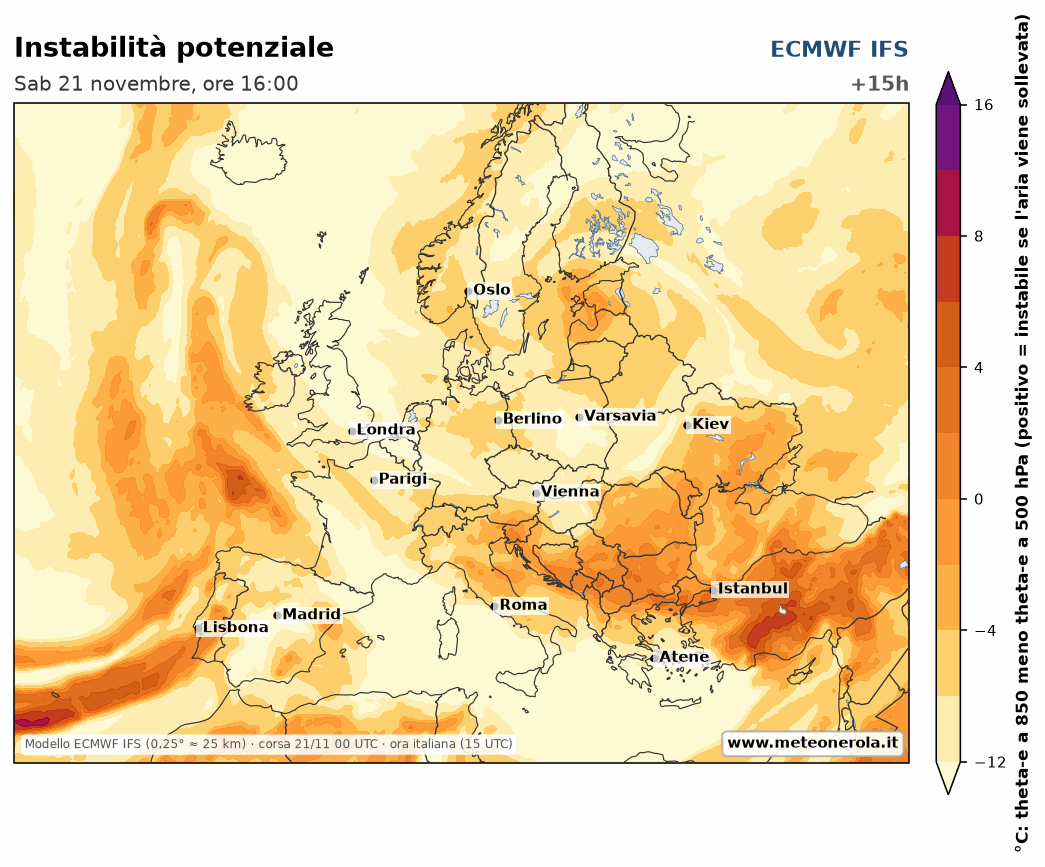 Instabilità potenziale
ECMWF IFS
Sab 21 novembre, ore 16:00
+15h
Oslo
Berlino
Varsavia
Kiev
Londra
Parigi
Vienna
Istanbul
Roma
Madrid
Lisbona
Atene
Modello ECMWF IFS (0,25° ≈ 25 km) · corsa 21/11 00 UTC · ora italiana (15 UTC)
www.meteonerola.it
16
8
4
0
−4
−12
°C: theta-e a 850 meno theta-e a 500 hPa (positivo = instabile se l'aria viene sollevata)